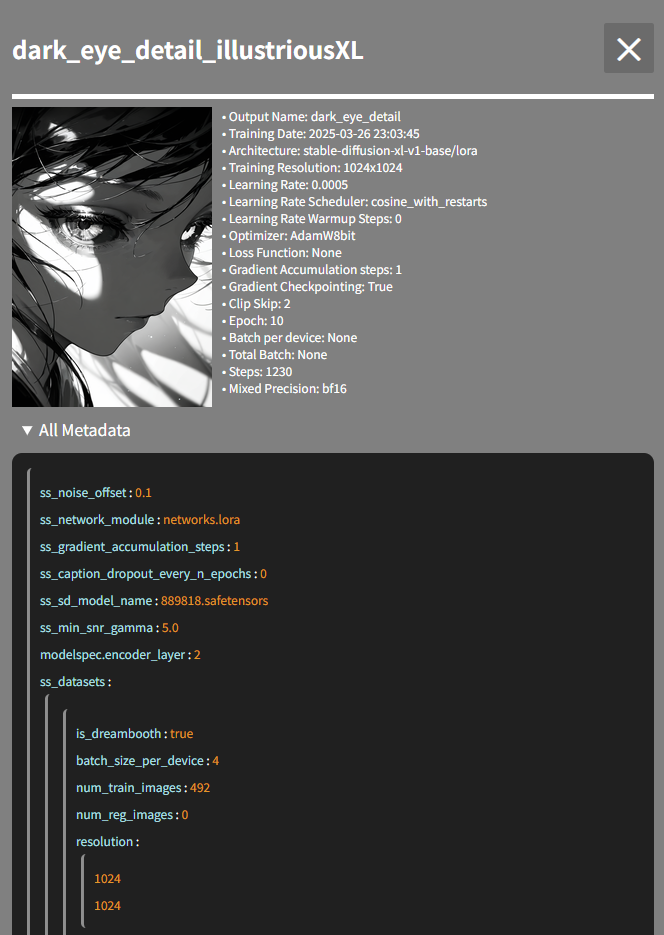 dark_eye_detail_illustriousXL
• Output Name: dark_eye_detail
• Training Date: 2025-03-26 23:03:45
• Architecture: stable-diffusion-xl-v1-base/lora
• Training Resolution: 1024x1024
• Learning Rate: 0.0005
• Learning Rate Scheduler: cosine_with_restarts
• Learning Rate Warmup Steps: 0
• Optimizer: AdamW8bit
• Loss Function: None
• Gradient Accumulation steps: 1
• Gradient Checkpointing: True
• Clip Skip: 2
• Epoch: 10
• Batch per device: None
• Total Batch: None
• Steps: 1230
• Mixed Precision: bf16
▼ All Metadata
ss_noise_offset : 0.1
ss_network_module : networks.lora
ss_gradient_accumulation_steps : 1
ss_caption_dropout_every_n_epochs : 0
ss_sd_model_name : 889818.safetensors
ss_min_snr_gamma : 5.0
modelspec.encoder_layer : 2
ss_datasets :
is_dreambooth : true
batch_size_per_device : 4
num_train_images : 492
num_reg_images : 0
resolution :
1024
1024